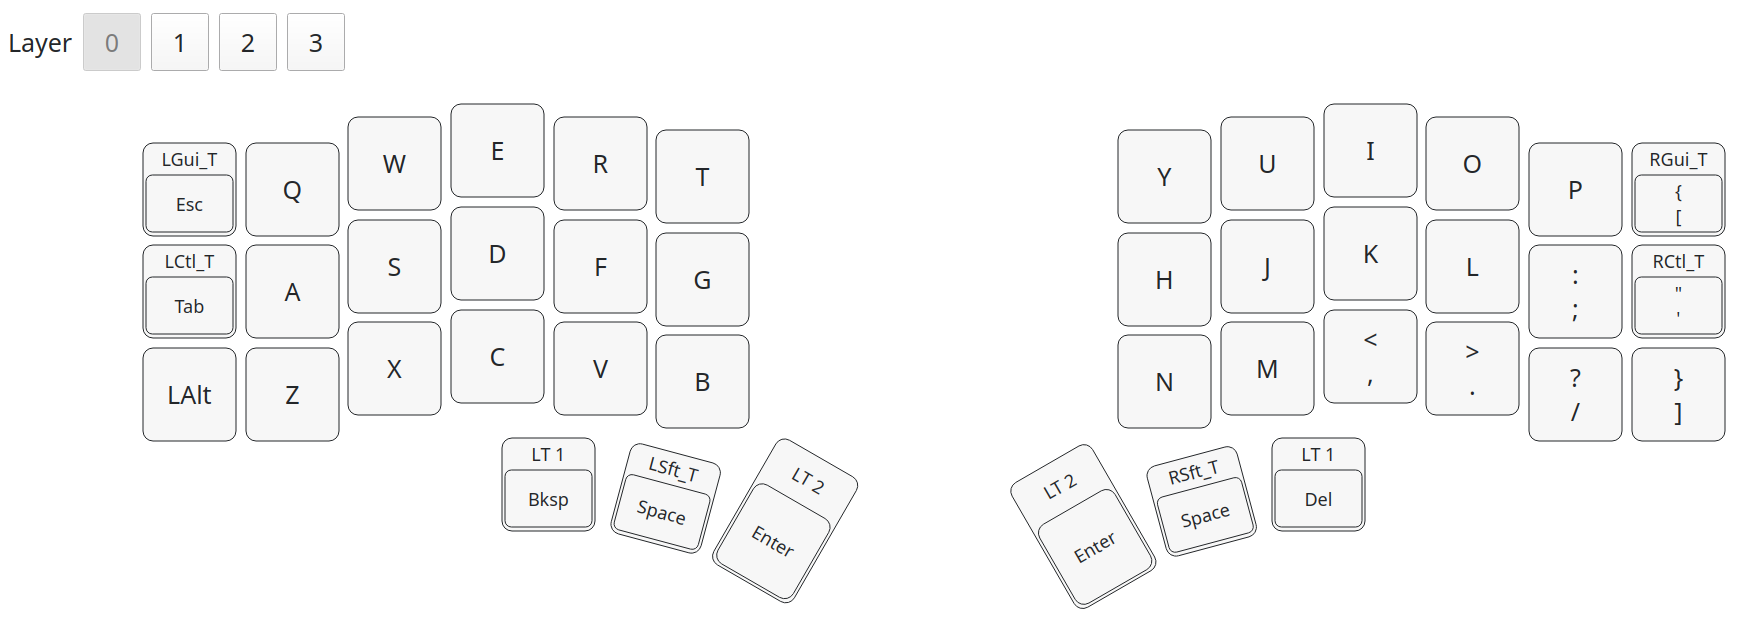 Layer 0 1 2 3
LGui_T Q W E R T Y U I O P RGui_T
Esc {
[
LCtl_T A S D F G H J K L : RCtl_T
Tab ; "
'
LAlt Z X C V B N M < > ? }
, . / ]
LT 1 LSft_T LT 2 LT 2 RSft_T LT 1
Bksp Space Enter Enter Space Del